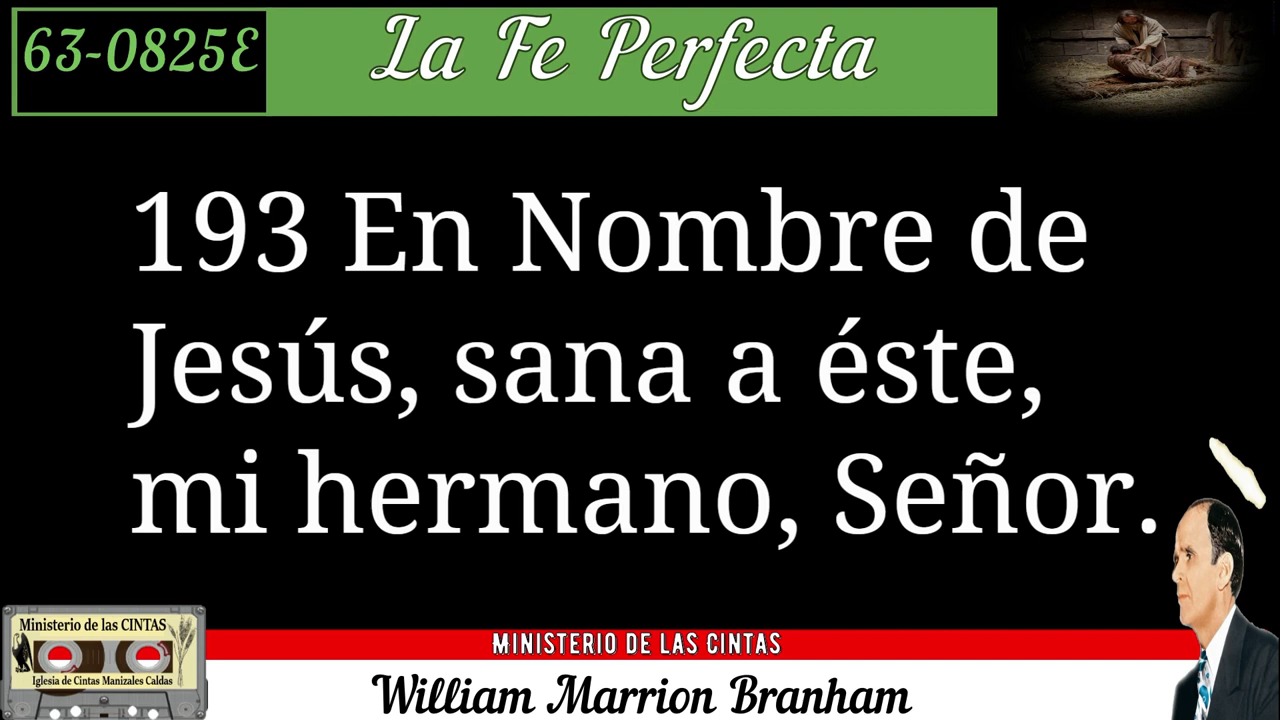 63-0825E
La Fe Perfecta
193 En Nombre de
Jesús, sana a éste,
mi hermano, Señor.
Ministerio de las CINTAS
Iglesia de Cintas Manizales Caldas
MINISTERIO DE LAS CINTAS
William Marrion Branham